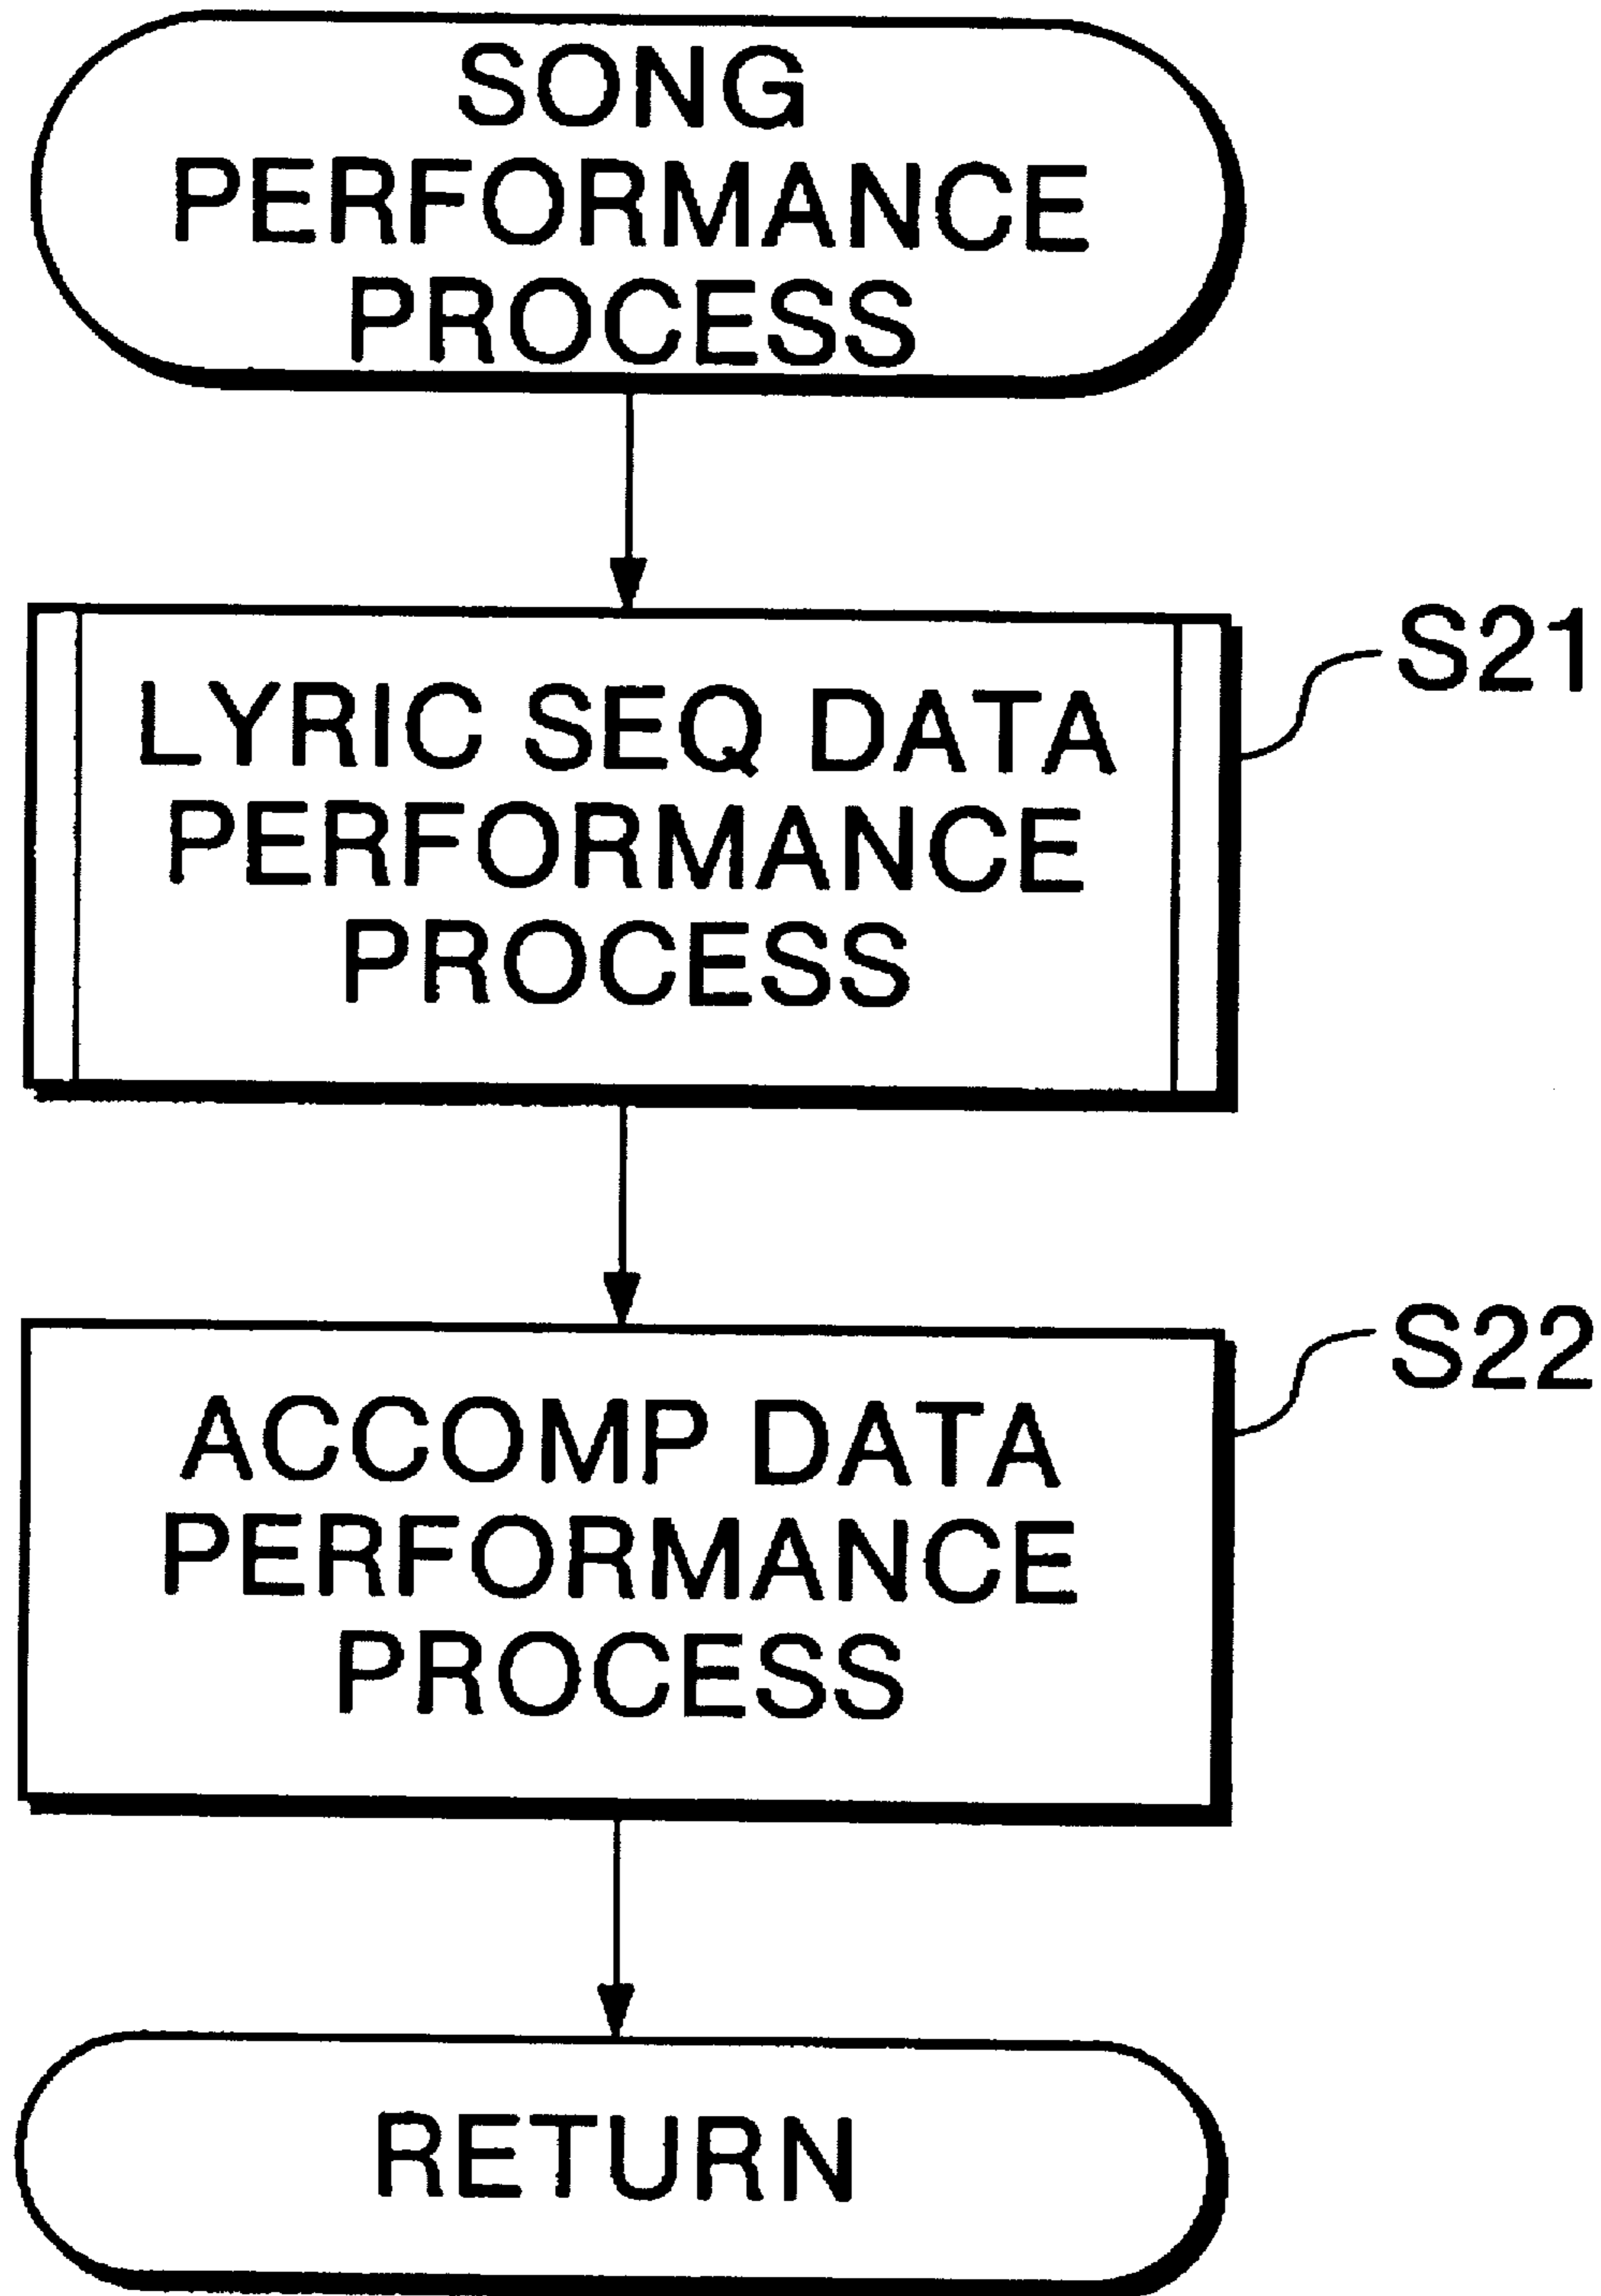 SONG
PERFORMANCE
PROCESS
S21
LYRIC SEQ DATA
PERFORMANCE
PROCESS
S22
ACCOMP DATA
PERFORMANCE
PROCESS
RETURN